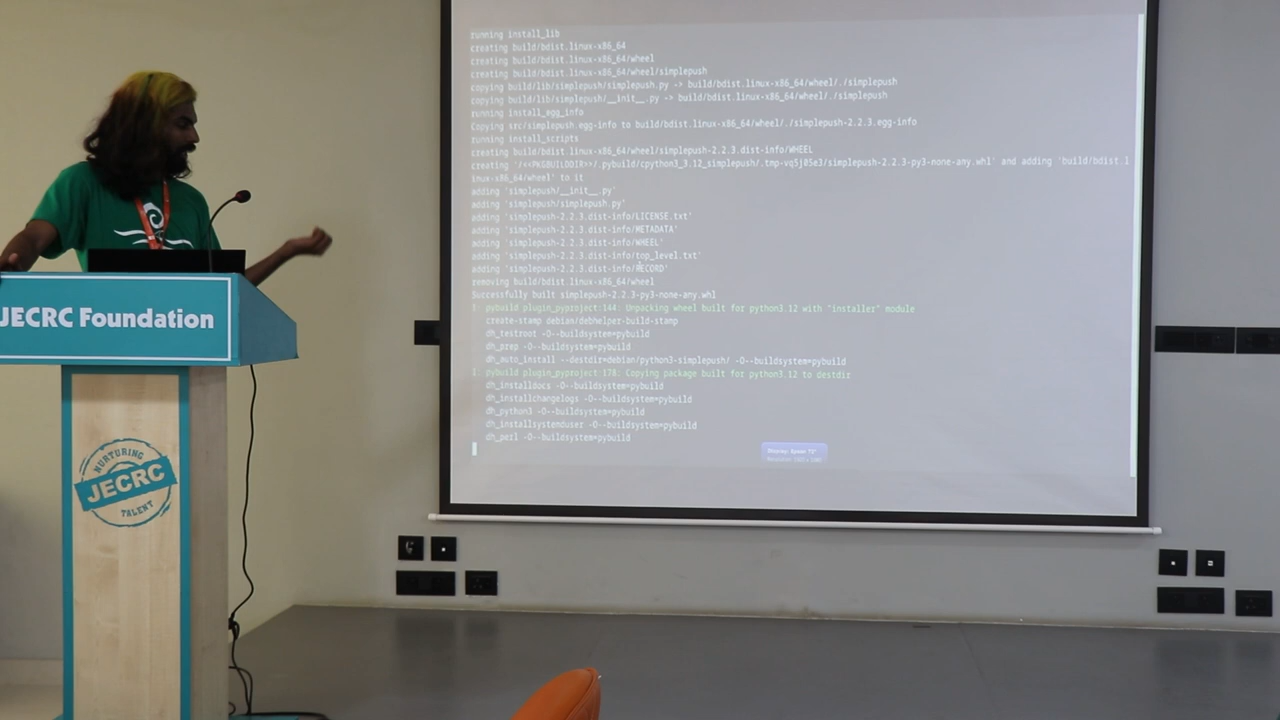 running install_lib
creating build/bdist.linux-x86_64
creating build/bdist.linux-x86_64/wheel
creating build/bdist.linux-x86_64/wheel/simplepush
copying build/lib/simplepush/simplepush.py -> build/bdist.linux-x86_64/wheel/./simplepush
copying build/lib/simplepush/__init__.py -> build/bdist.linux-x86_64/wheel/./simplepush
running install_egg_info
Copying src/simplepush.egg-info to build/bdist.linux-x86_64/wheel/./simplepush-2.2.3.egg-info
running install_scripts
creating build/bdist.linux-x86_64/wheel/simplepush-2.2.3.dist-info/WHEEL
creating '/<<PKGBUILDDIR>>/.pybuild/cpython3_3.12_simplepush/.tmp-vq5j05e3/simplepush-2.2.3-py3-none-any.whl' and adding 'build/bdist.l
inux-x86_64/wheel' to it
adding 'simplepush/__init__.py'
adding 'simplepush/simplepush.py'
adding 'simplepush-2.2.3.dist-info/LICENSE.txt'
adding 'simplepush-2.2.3.dist-info/METADATA'
adding 'simplepush-2.2.3.dist-info/WHEEL'
adding 'simplepush-2.2.3.dist-info/top_level.txt'
adding 'simplepush-2.2.3.dist-info/RECORD'
removing build/bdist.linux-x86_64/wheel
Successfully built simplepush-2.2.3-py3-none-any.whl
I: pybuild plugin_pyproject:144: Unpacking wheel built for python3.12 with "installer" module
create-stamp debian/debhelper-build-stamp
dh_testroot -O--buildsystem=pybuild
dh_prep -O--buildsystem=pybuild
dh_auto_install --destdir=debian/python3-simplepush/ -O--buildsystem=pybuild
I: pybuild plugin_pyproject:178: Copying package built for python3.12 to destdir
dh_installdocs -O--buildsystem=pybuild
dh_installchangelogs -O--buildsystem=pybuild
dh_python3 -O--buildsystem=pybuild
dh_installsystemduser -O--buildsystem=pybuild
dh_perl -O--buildsystem=pybuild
JECRC Foundation
NURTURING
JECRC
TALENT